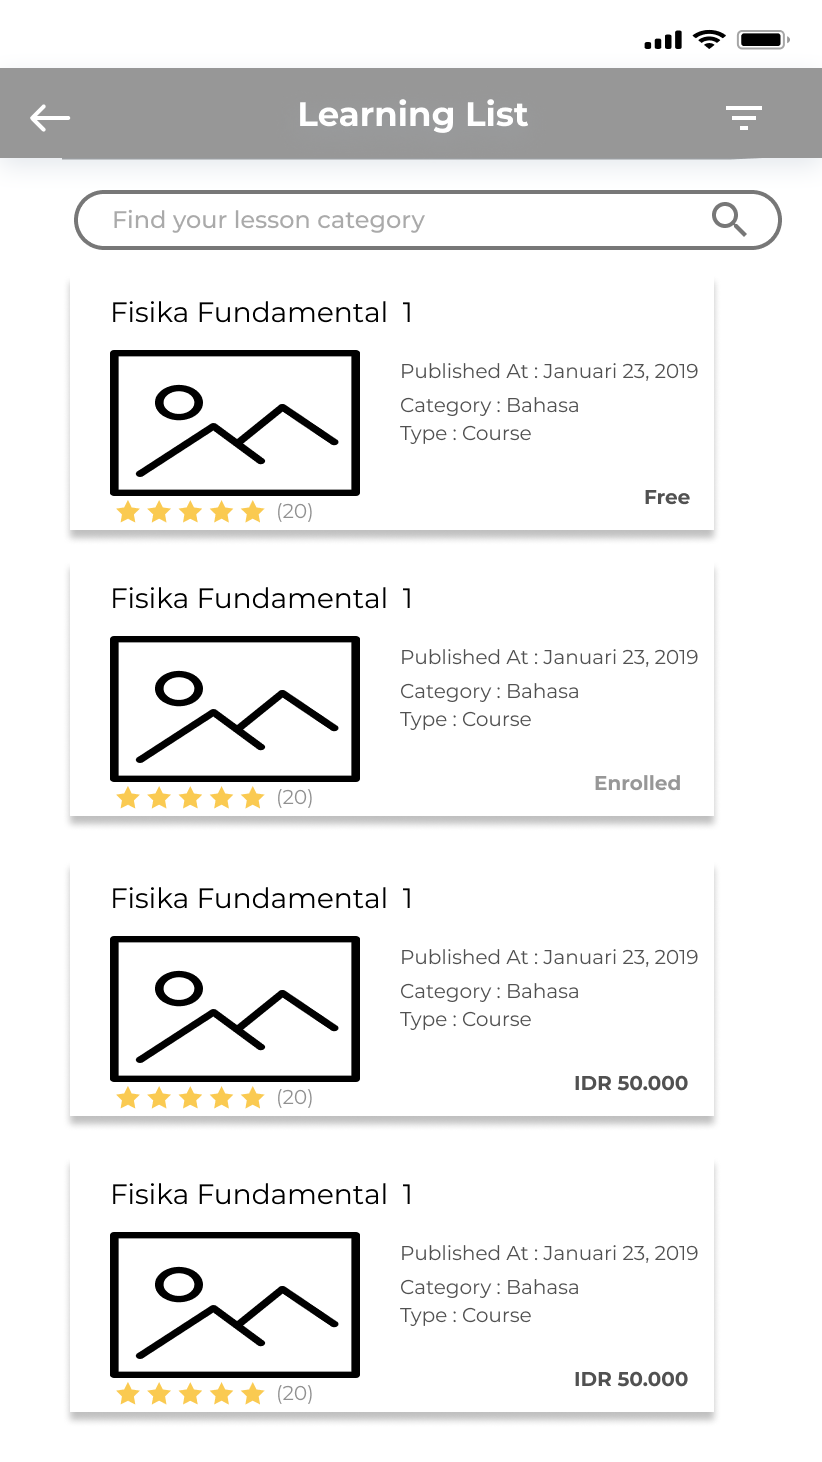 Learning List
Find your lesson category
Fisika Fundamental 1
Published At : Januari 23, 2019
Category : Bahasa
Type : Course
(20)
Free
Fisika Fundamental 1
Published At : Januari 23, 2019
Category : Bahasa
Type : Course
(20)
Enrolled
Fisika Fundamental 1
Published At : Januari 23, 2019
Category : Bahasa
Type : Course
(20)
IDR 50.000
Fisika Fundamental 1
Published At : Januari 23, 2019
Category : Bahasa
Type : Course
(20)
IDR 50.000